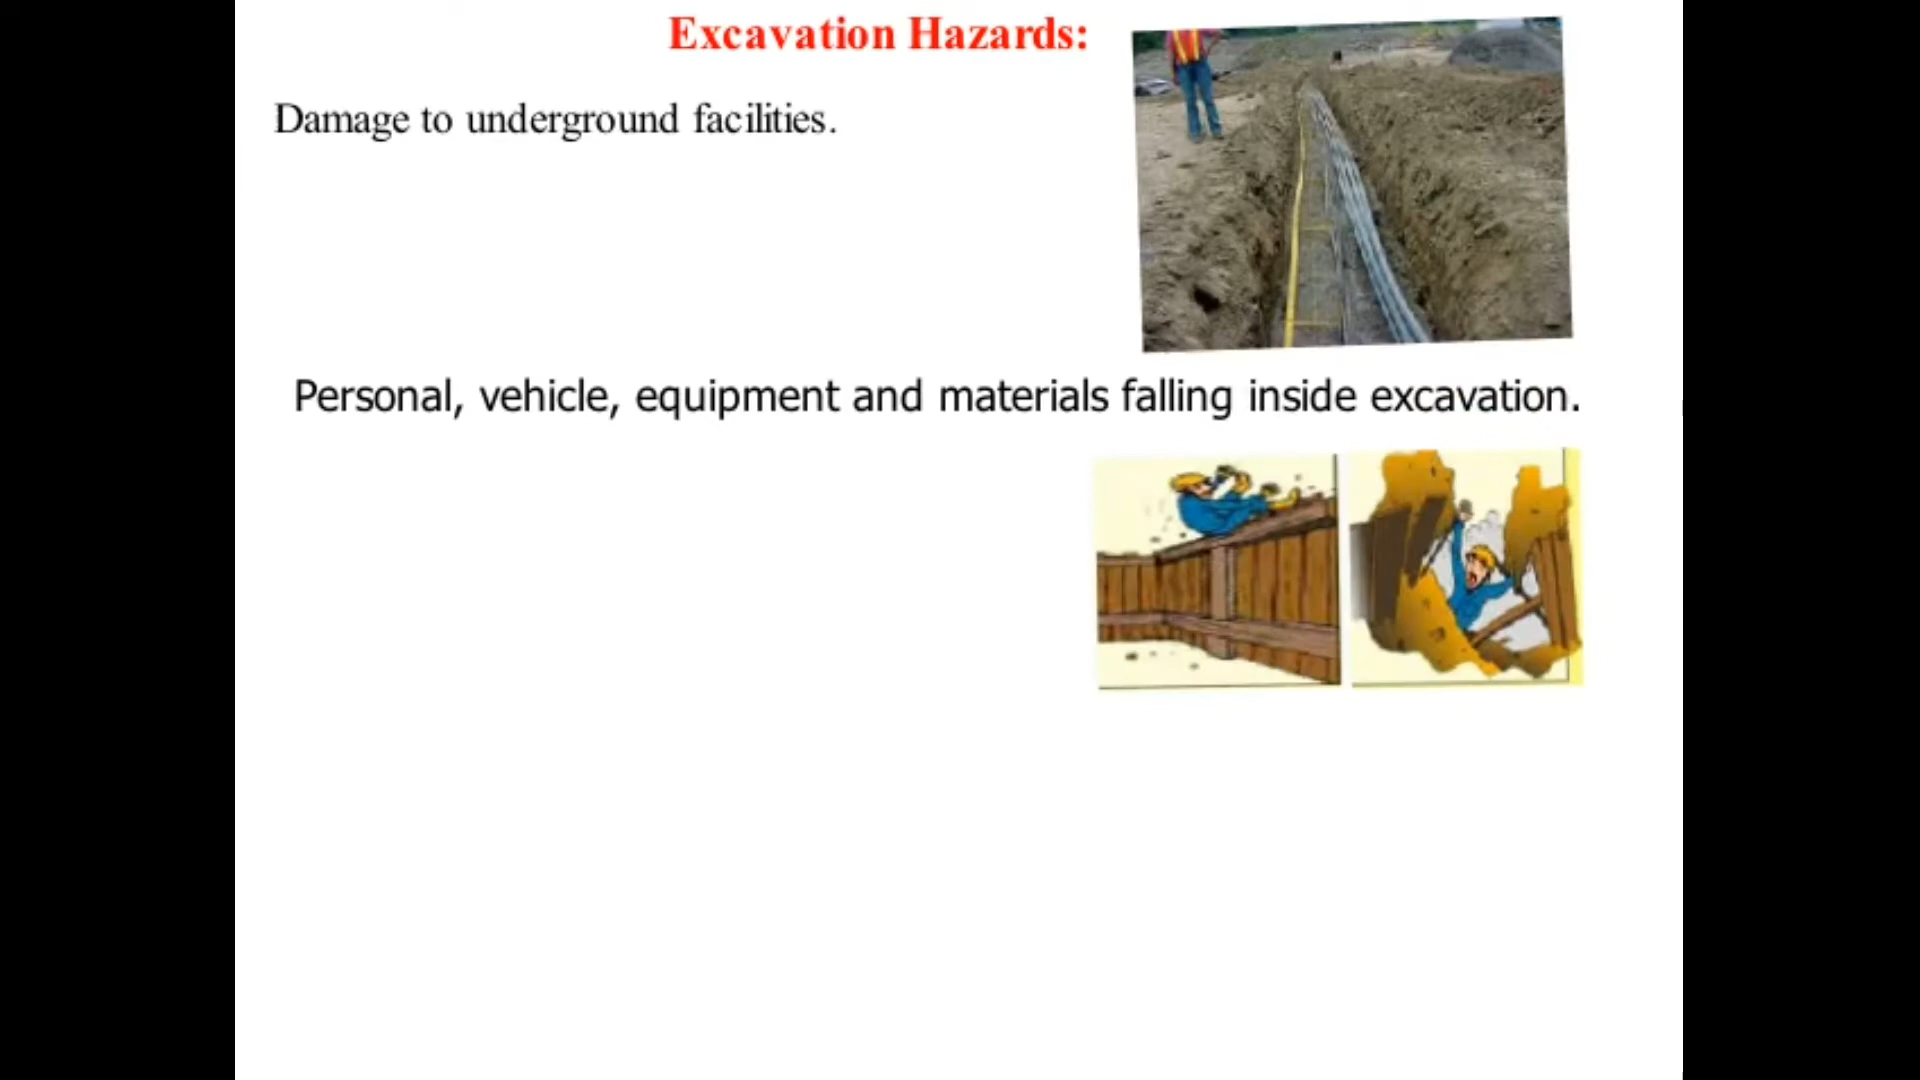 Excavation Hazards:
Damage to underground facilities.
Personal, vehicle, equipment and materials falling inside excavation.